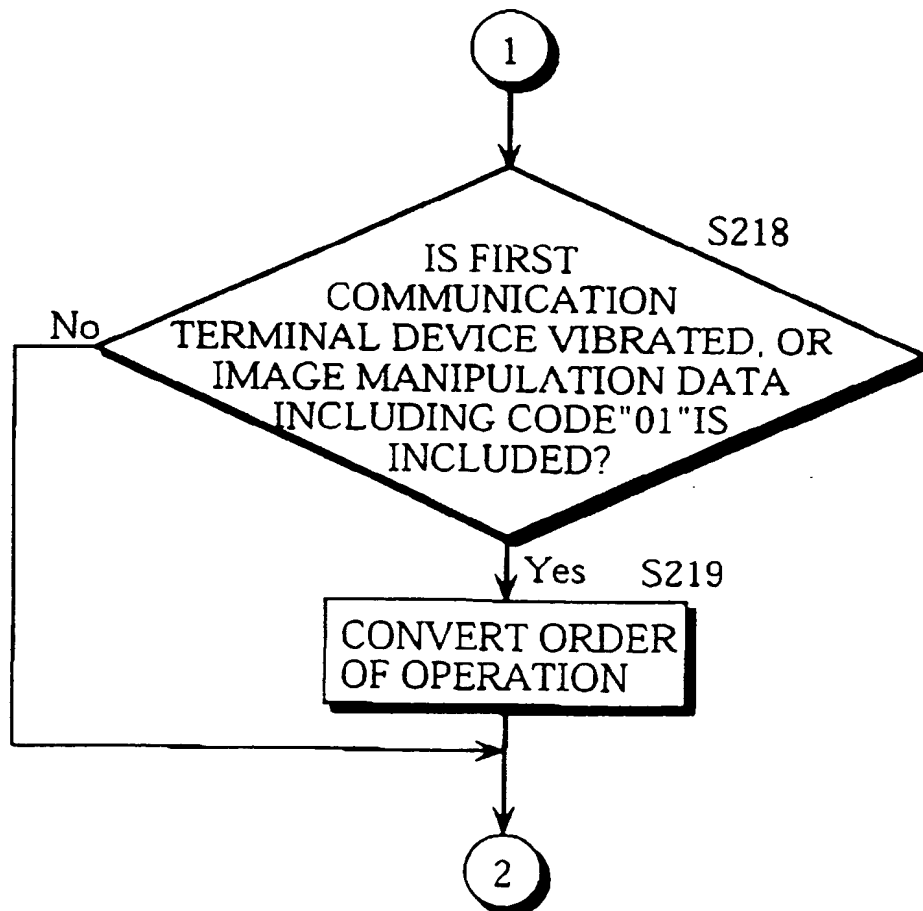 1
S218
IS FIRST
COMMUNICATION
TERMINAL DEVICE VIBRATED, OR
IMAGE MANIPULATION DATA
INCLUDING CODE"01"IS
INCLUDED?
No
Yes
S219
CONVERT ORDER
OF OPERATION
2